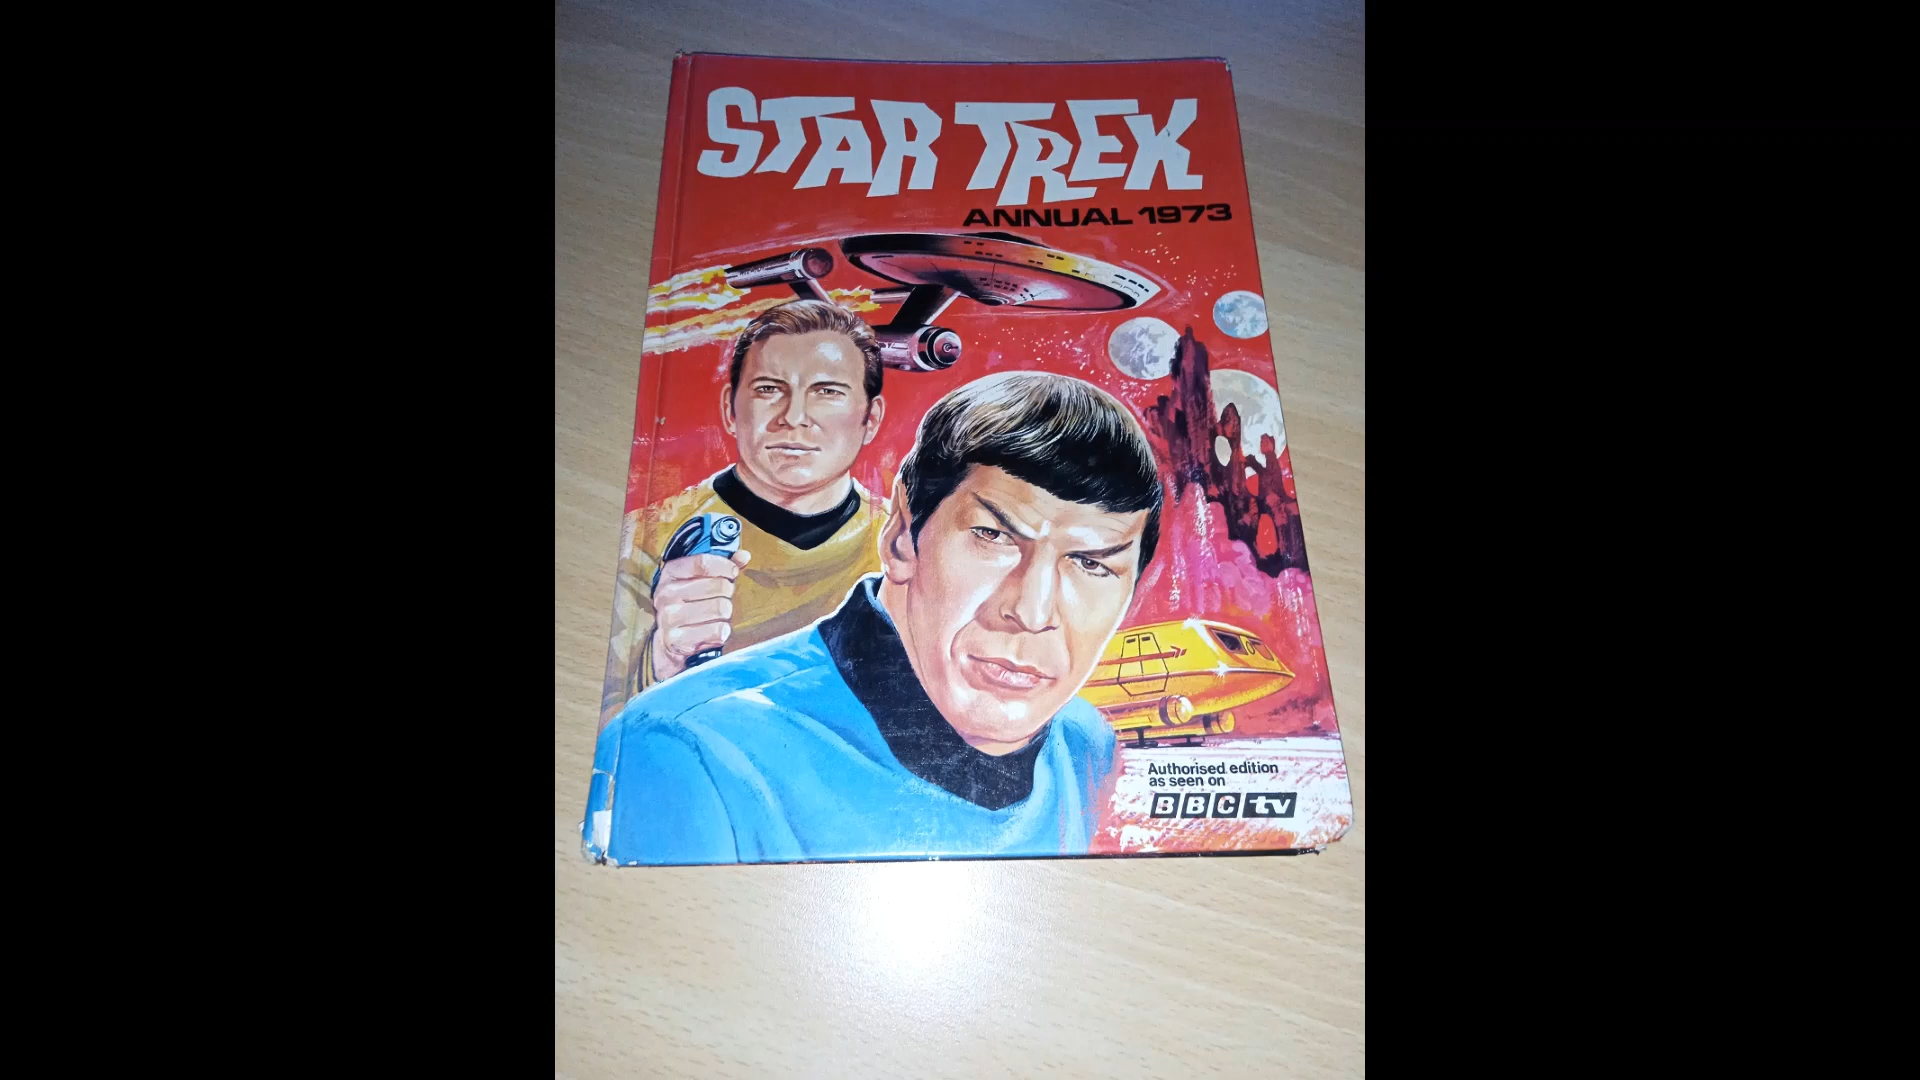 STAR TREK
ANNUAL 1973
Authorised edition
as seen on
BBC tv